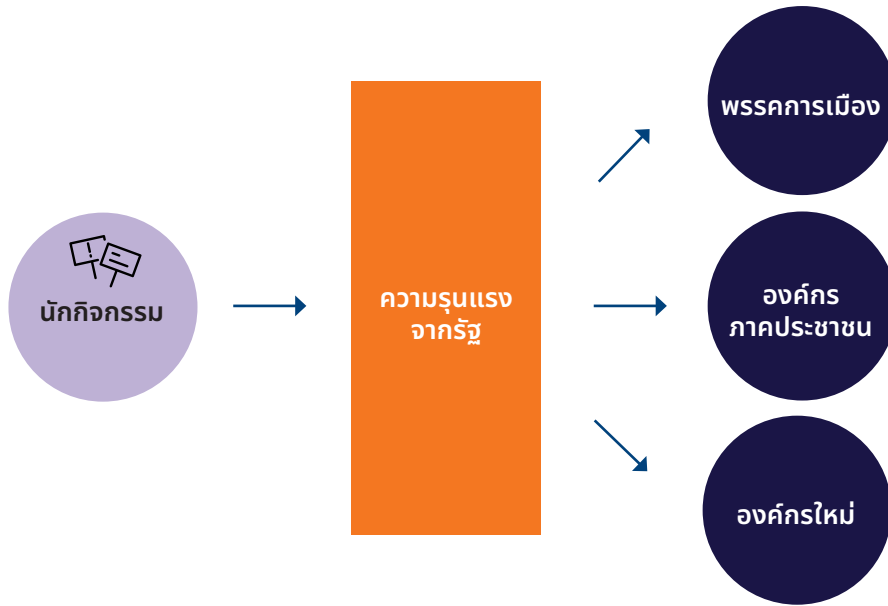 พรรคการเมือง
นักกิจกรรม
ความรุนแรง
จากรัฐ
องค์กร
ภาคประชาชน
องค์กรใหม่